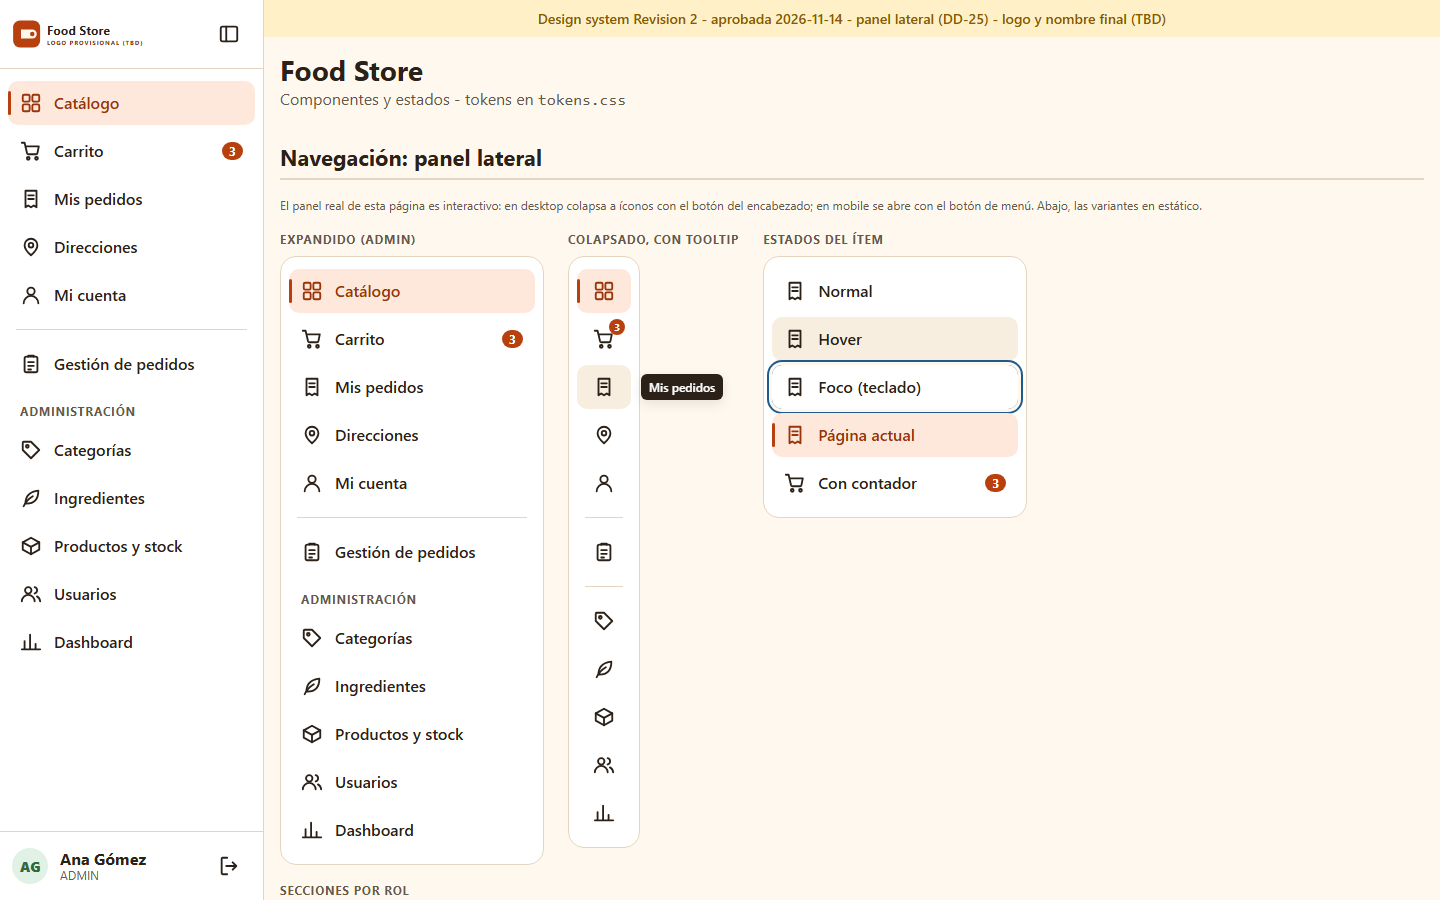 Food Store
LOGO PROVISIONAL (TBD)
Catálogo
Carrito
3
Mis pedidos
Direcciones
Mi cuenta
Gestión de pedidos
ADMINISTRACIÓN
Categorías
Ingredientes
Productos y stock
Usuarios
Dashboard
AG
Ana Gómez
ADMIN
Design system Revision 2 - aprobada 2026-11-14 - panel lateral (DD-25) - logo y nombre final (TBD)
Food Store
Componentes y estados - tokens en tokens.css
Navegación: panel lateral
El panel real de esta página es interactivo: en desktop colapsa a íconos con el botón del encabezado; en mobile se abre con el botón de menú. Abajo, las variantes en estático.
EXPANDIDO (ADMIN)
Catálogo
Carrito
3
Mis pedidos
Direcciones
Mi cuenta
Gestión de pedidos
ADMINISTRACIÓN
Categorías
Ingredientes
Productos y stock
Usuarios
Dashboard
COLAPSADO, CON TOOLTIP
3
Mis pedidos
ESTADOS DEL ÍTEM
Normal
Hover
Foco (teclado)
Página actual
Con contador
3
SECCIONES POR ROL